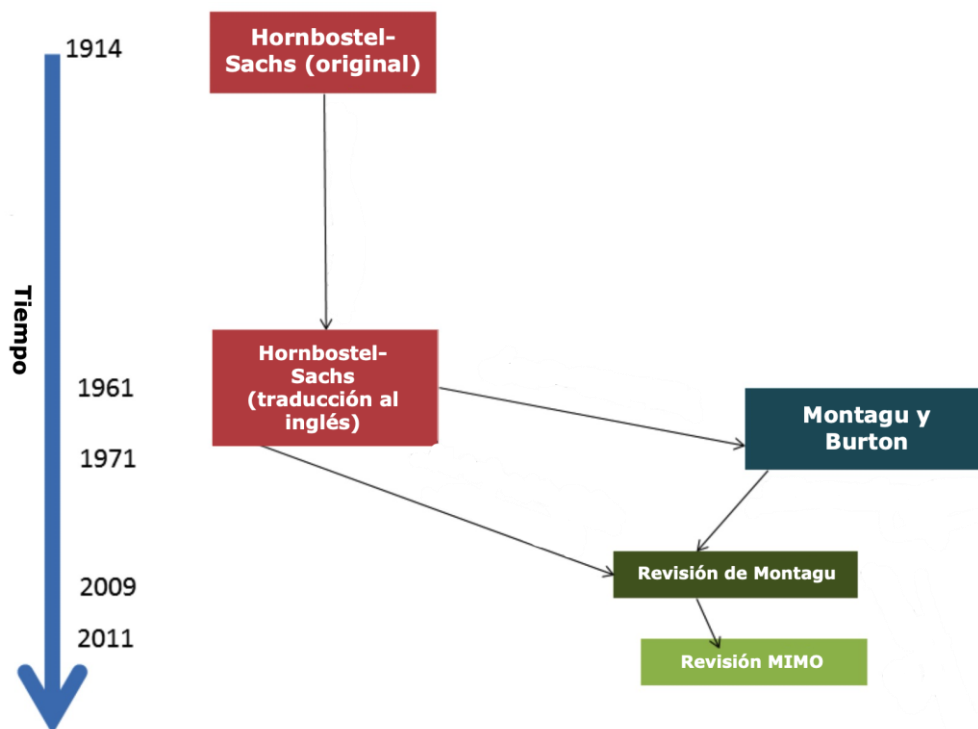 1914
Hornbostel-
Sachs (original)
Tiempo
1961
Hornbostel-
Sachs
(traducción al
inglés)
Montagu y
Burton
1971
Revisión de Montagu
2009
2011
Revisión MIMO